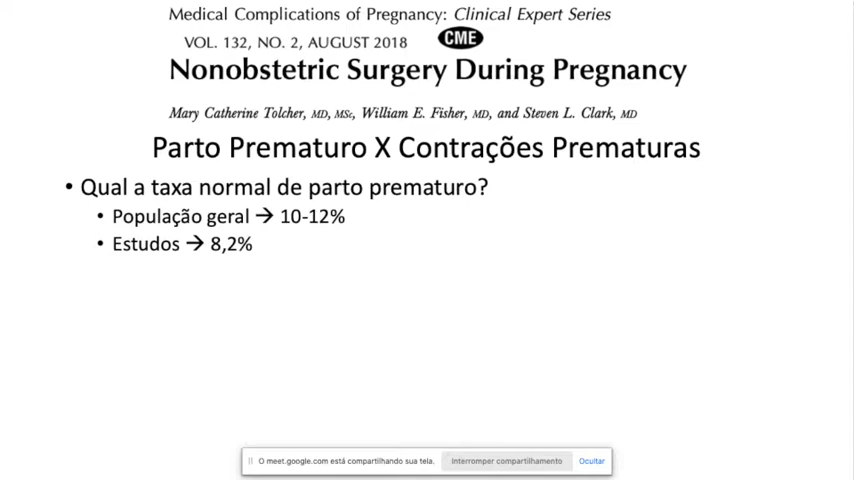 Medical Complications of Pregnancy: Clinical Expert Series
VOL. 132, NO. 2, AUGUST 2018 CME
Nonobstetric Surgery During Pregnancy
Mary Catherine Tolcher, MD, MSc, William E. Fisher, MD, and Steven L. Clark, MD
Parto Prematuro X Contrações Prematuras
• Qual a taxa normal de parto prematuro?
• População geral → 10-12%
• Estudos → 8,2%
O meet.google.com está compartilhando sua tela. Interromper compartilhamento Ocultar